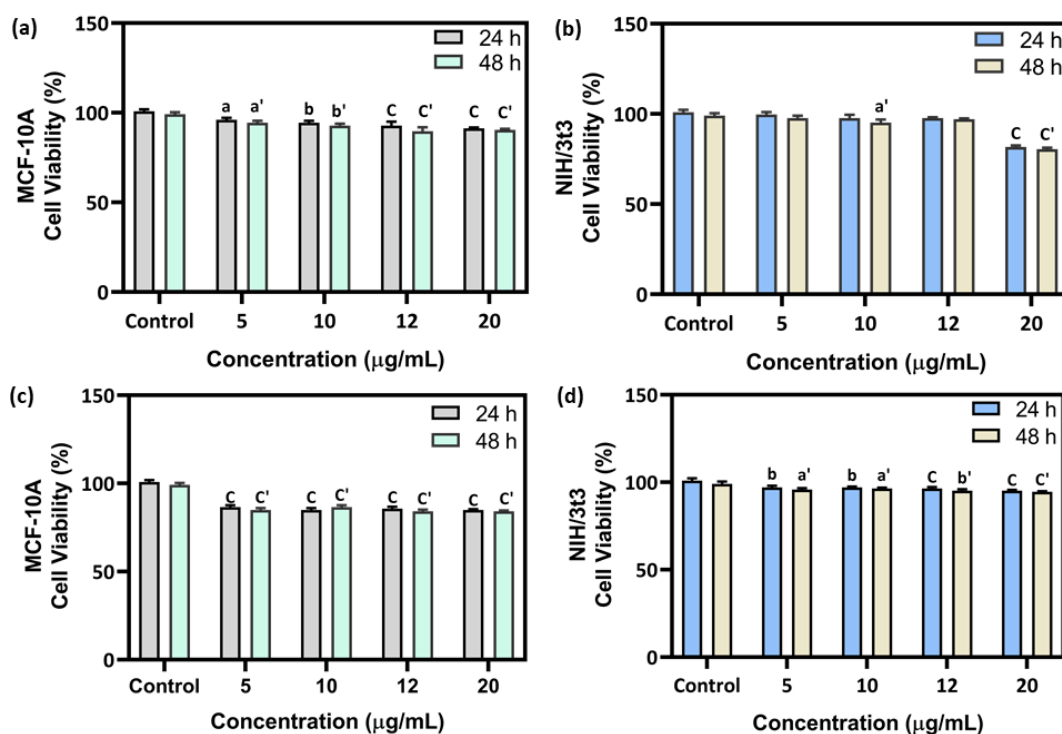 (a)
MCF-10A
Cell Viability (%)
150
100
50
0
24 h
48 h
a a' b b' C C' C C'
Control 5 10 12 20
Concentration (μg/mL)
(b)
NIH/3t3
Cell Viability (%)
150
100
50
0
24 h
48 h
a' C C'
Control 5 10 12 20
Concentration (μg/mL)
(c)
MCF-10A
Cell Viability (%)
150
100
50
0
24 h
48 h
C C' C C' C C' C C'
Control 5 10 12 20
Concentration (μg/mL)
(d)
NIH/3t3
Cell Viability (%)
150
100
50
0
24 h
48 h
b a' b a' C b' C C'
Control 5 10 12 20
Concentration (μg/mL)